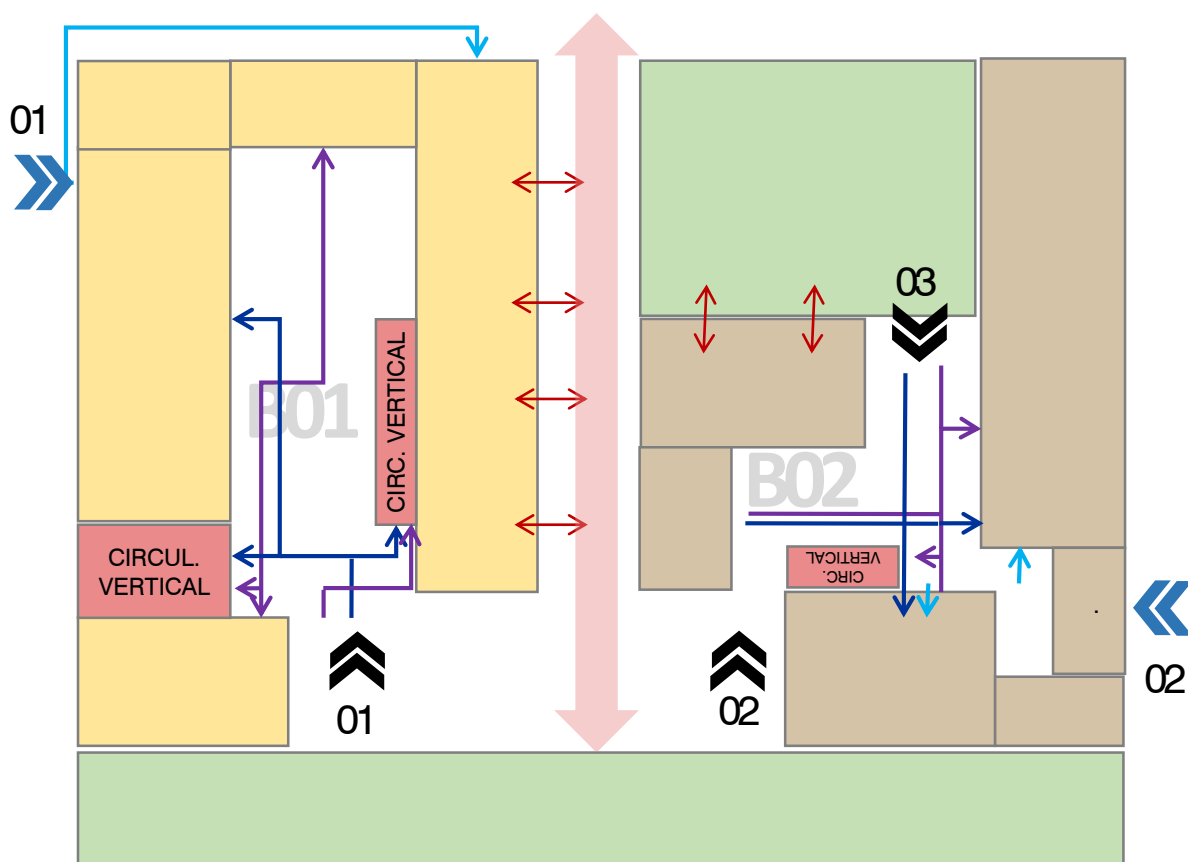 01
03
CIRC. VERTICAL
B01
B02
CIRCUL.
VERTICAL
CIRC.
VERTICAL
01
02
02